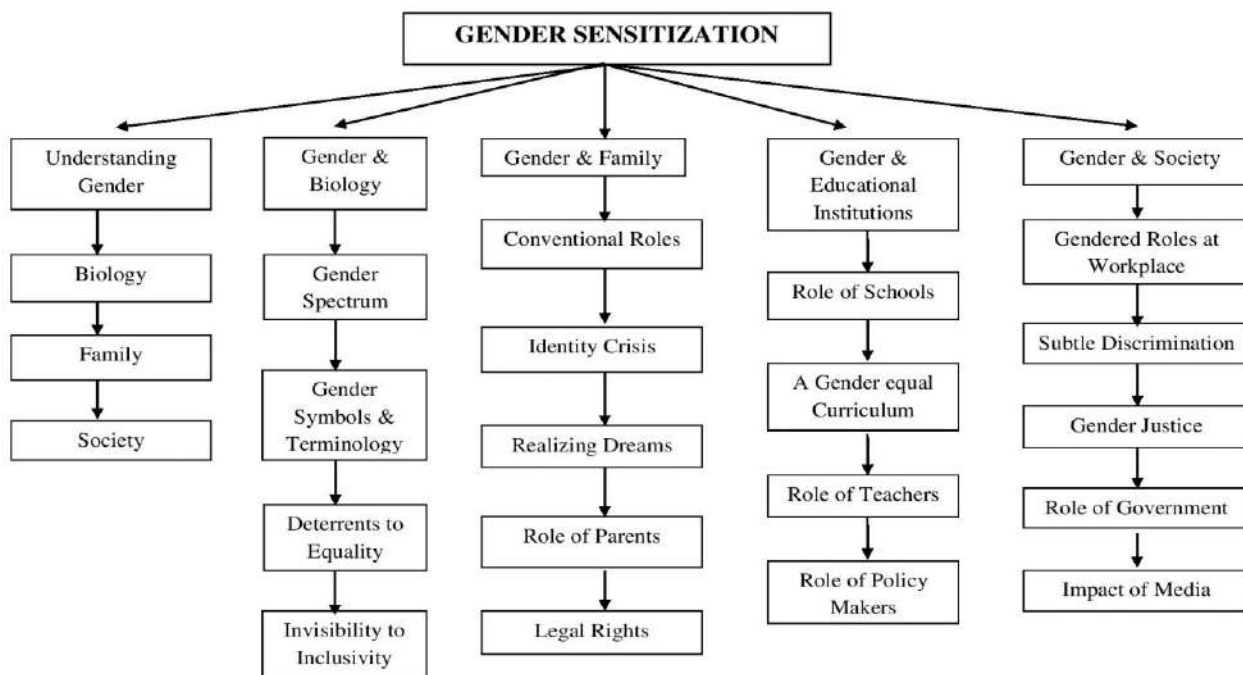 GENDER SENSITIZATION
Understanding
Gender
Biology
Family
Society
Gender &
Biology
Gender
Spectrum
Gender
Symbols &
Terminology
Deterrents to
Equality
Invisibility to
Inclusivity
Gender & Family
Conventional Roles
Identity Crisis
Realizing Dreams
Role of Parents
Legal Rights
Gender &
Educational
Institutions
Role of Schools
A Gender equal
Curriculum
Role of Teachers
Role of Policy
Makers
Gender & Society
Gendered Roles at
Workplace
Subtle Discrimination
Gender Justice
Role of Government
Impact of Media